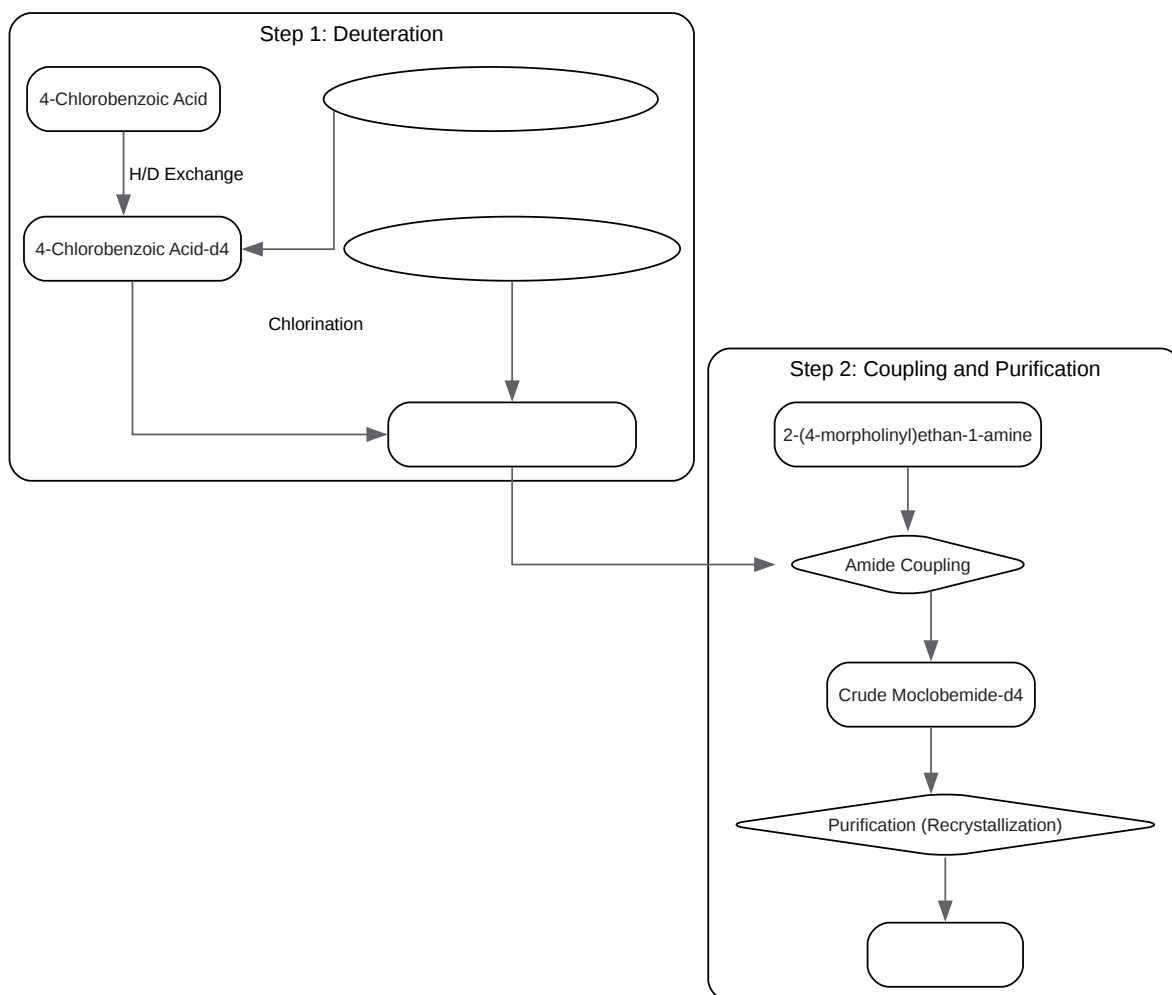 Step 1: Deuteration
4-Chlorobenzoic Acid
H/D Exchange
4-Chlorobenzoic Acid-d4
Chlorination
Step 2: Coupling and Purification
2-(4-morpholinyl)ethan-1-amine
Amide Coupling
Crude Moclobemide-d4
Purification (Recrystallization)